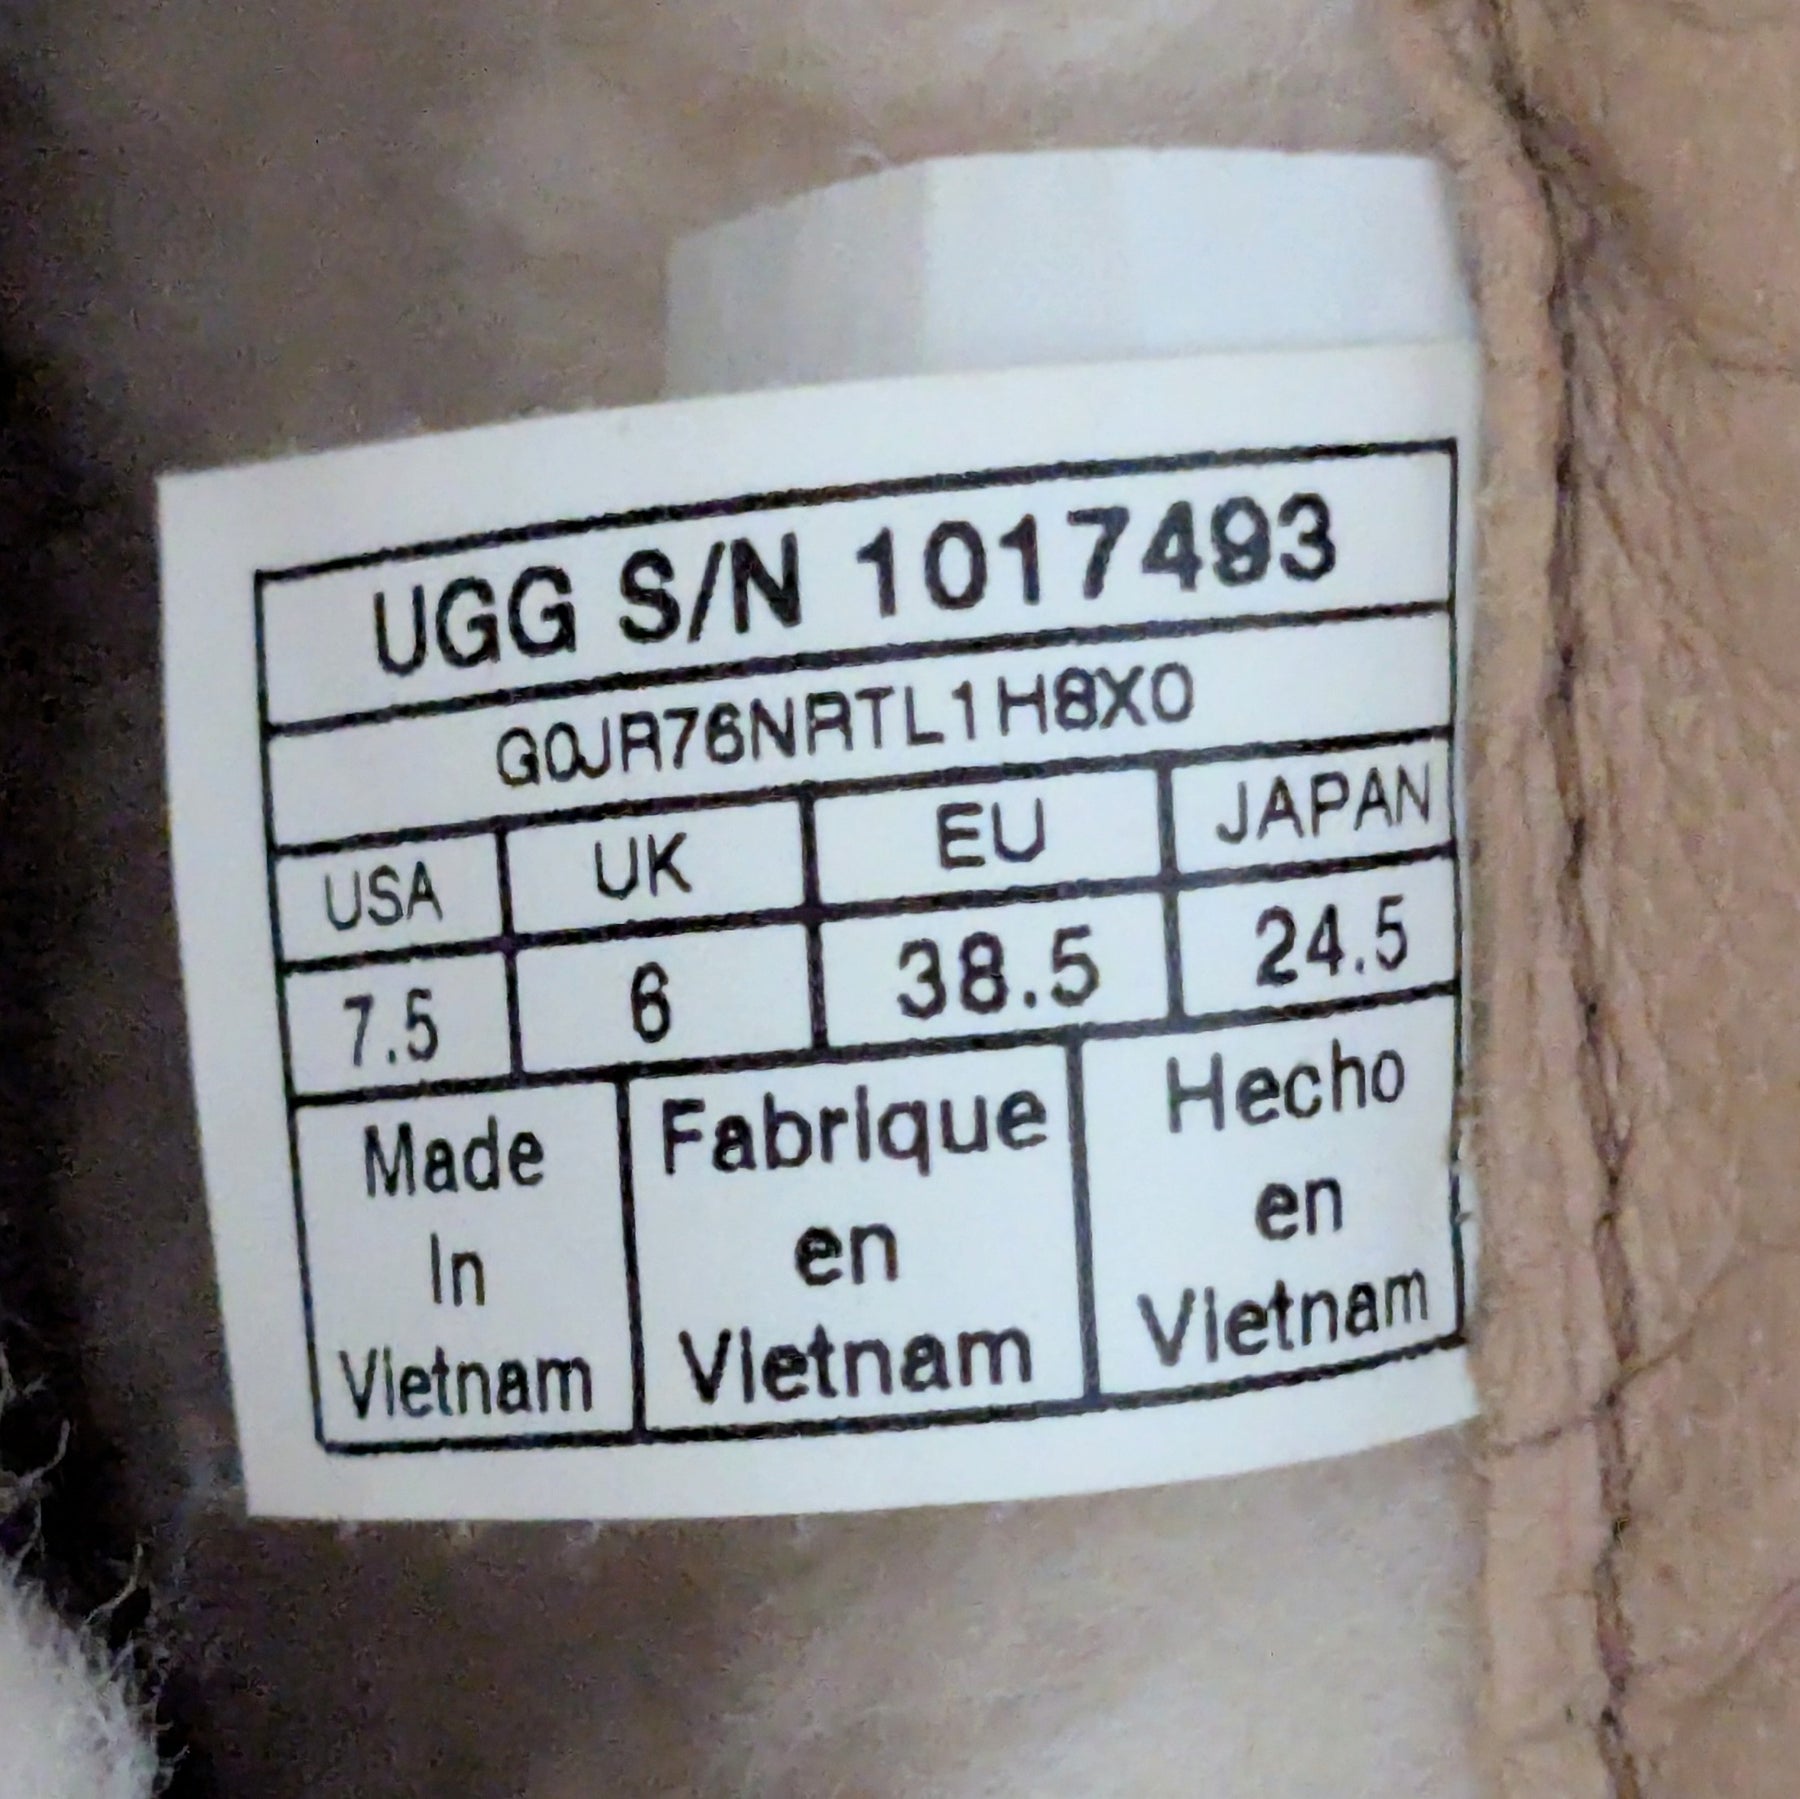 UGG S/N 1017493
G0JR76NRTL1H8X0
USA UK EU JAPAN
7.5 6 38.5 24.5
Made
In
Vietnam
Fabrique
en
Vietnam
Hecho
en
Vietnam